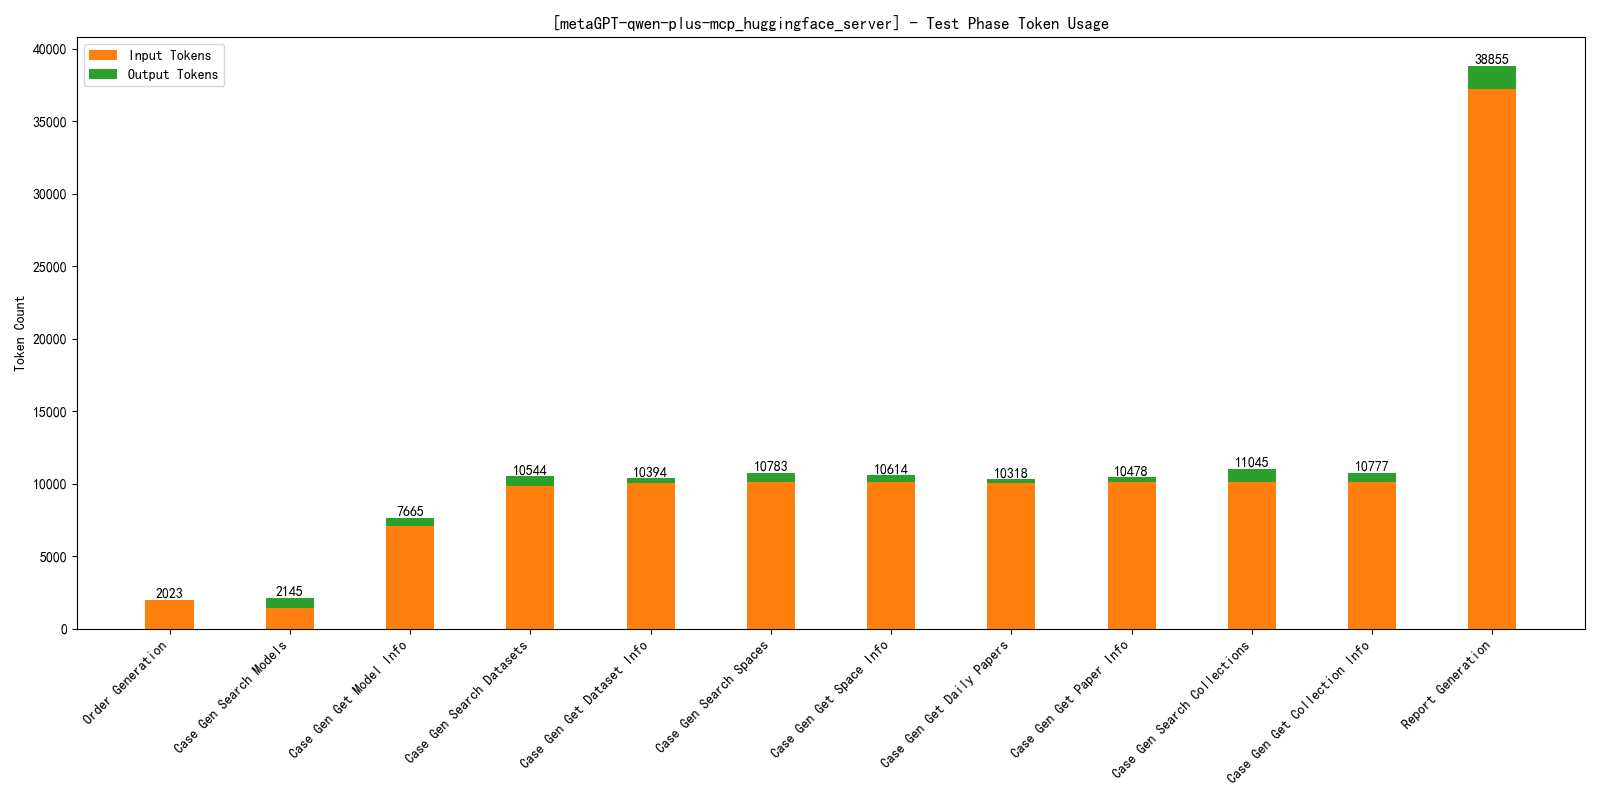 [metaGPT-qwen-plus-mcp_huggingface_server] - Test Phase Token Usage
Input Tokens
Output Tokens
Token Count
40000
35000
30000
25000
20000
15000
10000
5000
0
2023
2145
7665
10544
10394
10783
10614
10318
10478
11045
10777
38855
Order Generation
Case Gen Search Models
Case Gen Get Model Info
Case Gen Search Datasets
Case Gen Get Dataset Info
Case Gen Search Spaces
Case Gen Get Space Info
Case Gen Get Daily Papers
Case Gen Get Paper Info
Case Gen Search Collections
Case Gen Get Collection Info
Report Generation